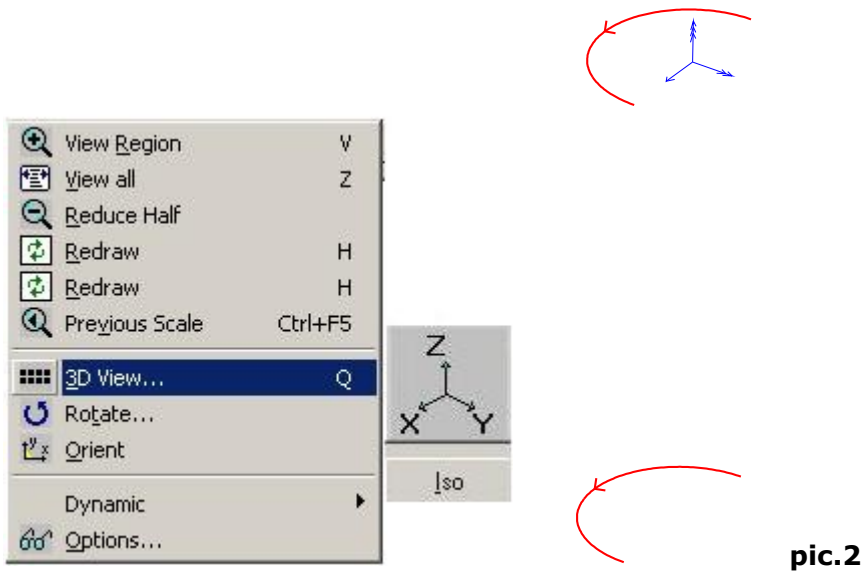 View Region V
View all Z
Reduce Half
Redraw H
Redraw H
Previous Scale Ctrl+F5
3D View... Q
Rotate...
Orient
Dynamic
Options...
Z
X Y
Iso
pic.2